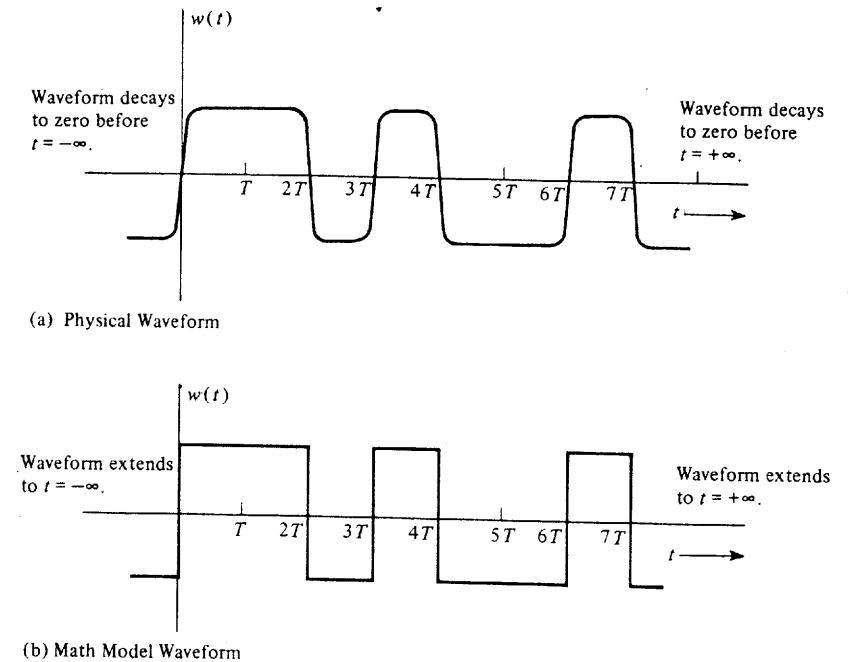 w(t)
Waveform decays
to zero before
t = −∞.
Waveform decays
to zero before
t = +∞.
T 2T 3T 4T 5T 6T 7T
t
(a) Physical Waveform
w(t)
Waveform extends
to t = −∞.
Waveform extends
to t = +∞.
T 2T 3T 4T 5T 6T 7T
t
(b) Math Model Waveform